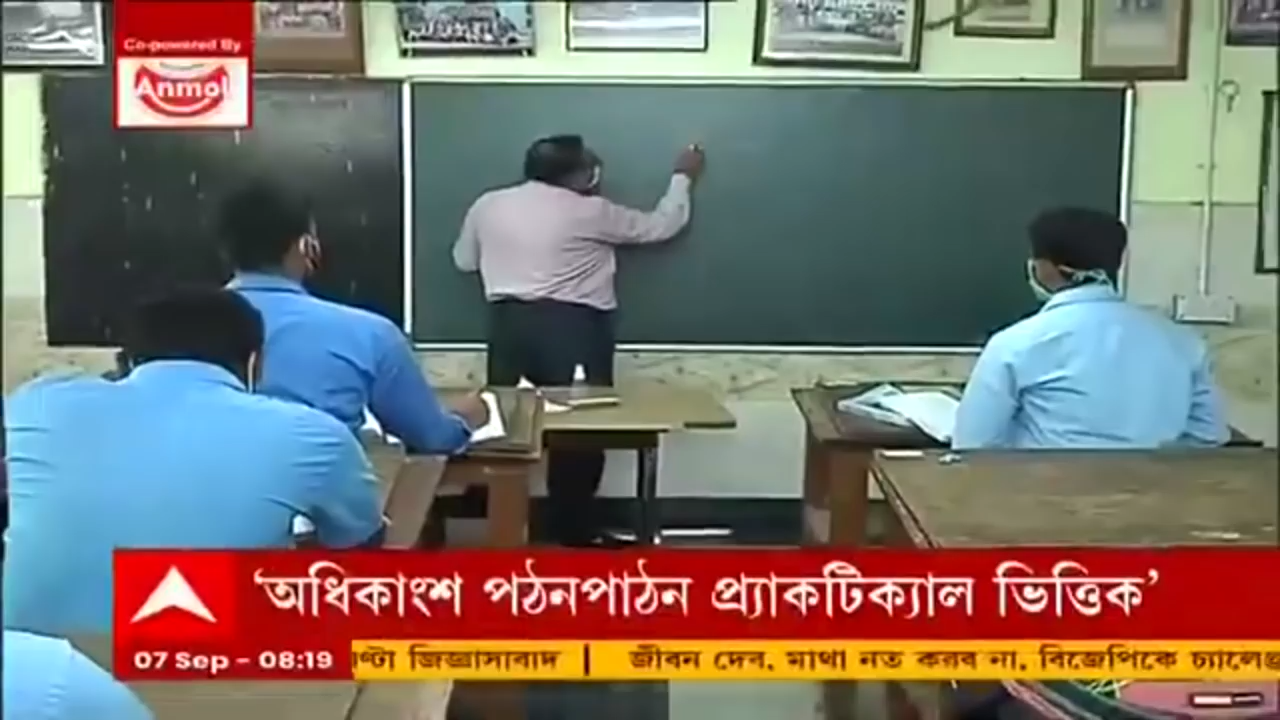 Co-powered By
Anmol
‘অধিকাংশ পঠনপাঠন প্র্যাকটিক্যাল ভিত্তিক’
07 Sep - 08:19
ণ্টা জিজ্ঞাসাবাদ | জীবন দেব, মাথা নত করব না, বিজেপিকে চ্যালেঞ্জ